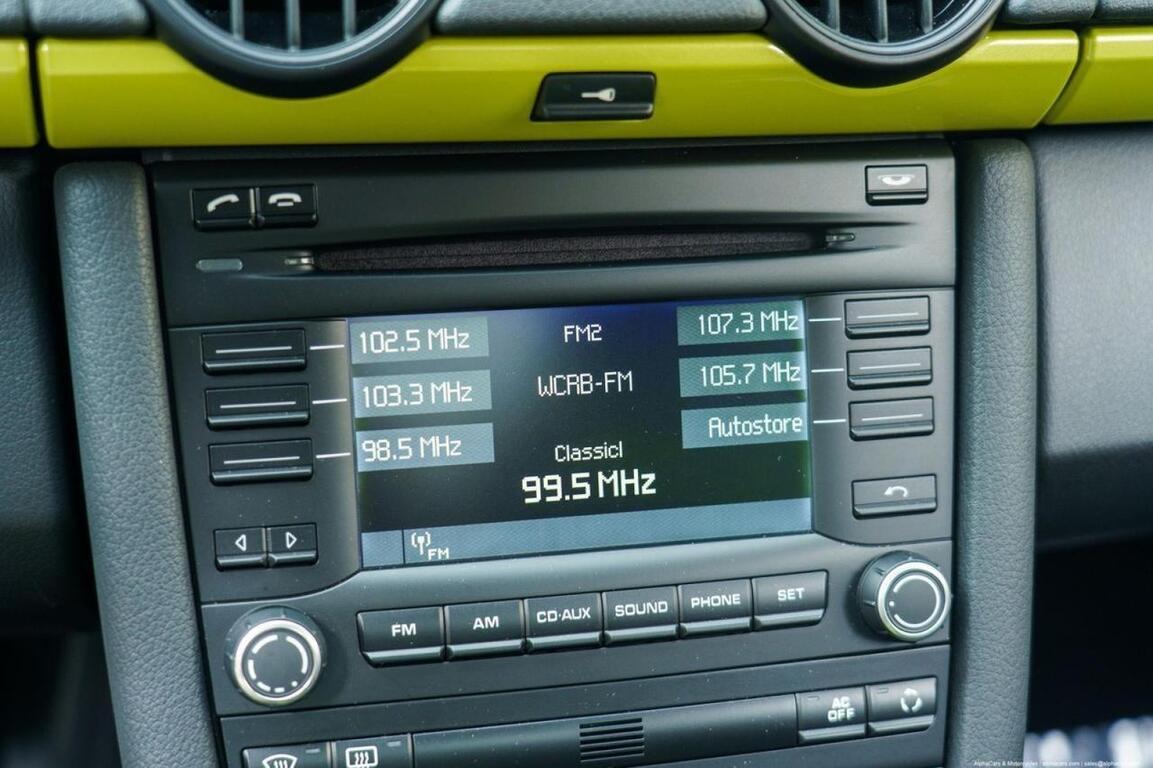 102.5 MHz
103.3 MHz
98.5 MHz
FM2
WCRB-FM
Classicl
99.5 MHz
107.3 MHz
105.7 MHz
Autostore
FM
FM
AM
CD·AUX
SOUND
PHONE
SET
AC
OFF